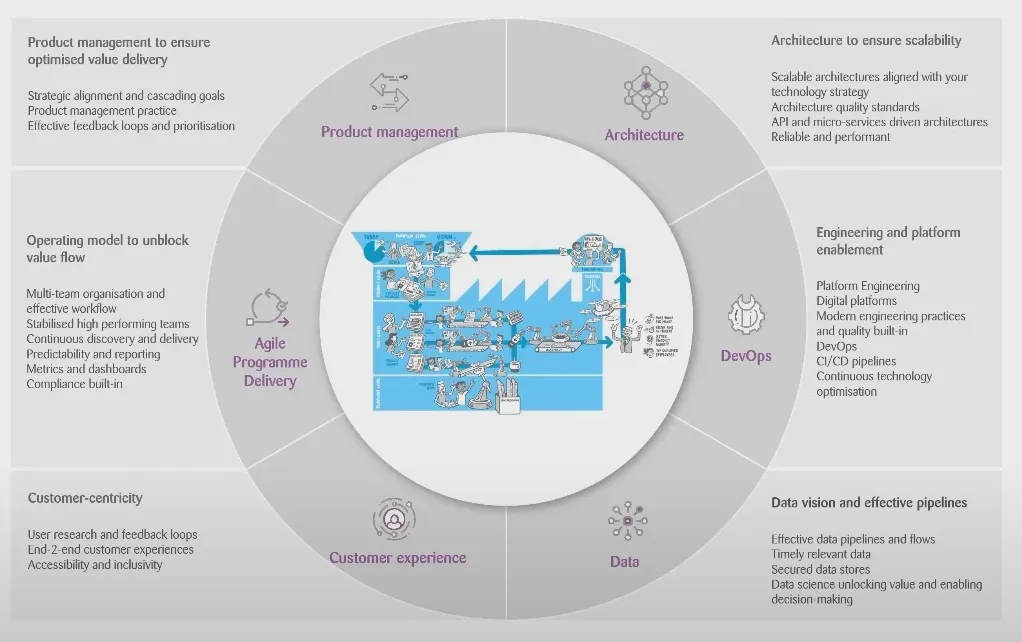 Product management to ensure
optimised value delivery
Strategic alignment and cascading goals
Product management practice
Effective feedback loops and prioritisation
Product management
Architecture
Architecture to ensure scalability
Scalable architectures aligned with your
technology strategy
Architecture quality standards
API and micro-services driven architectures
Reliable and performant
Operating model to unblock
value flow
Multi-team organisation and
effective workflow
Stabilised high performing teams
Continuous discovery and delivery
Predictability and reporting
Metrics and dashboards
Compliance built-in
Agile
Programme
Delivery
DevOps
Engineering and platform
enablement
Platform Engineering
Digital platforms
Modern engineering practices
and quality built-in
DevOps
CI/CD pipelines
Continuous technology
optimisation
Customer-centricity
User research and feedback loops
End-2-end customer experiences
Accessibility and inclusivity
Customer experience
Data
Data vision and effective pipelines
Effective data pipelines and flows
Timely relevant data
Secured data stores
Data science unlocking value and enabling
decision-making